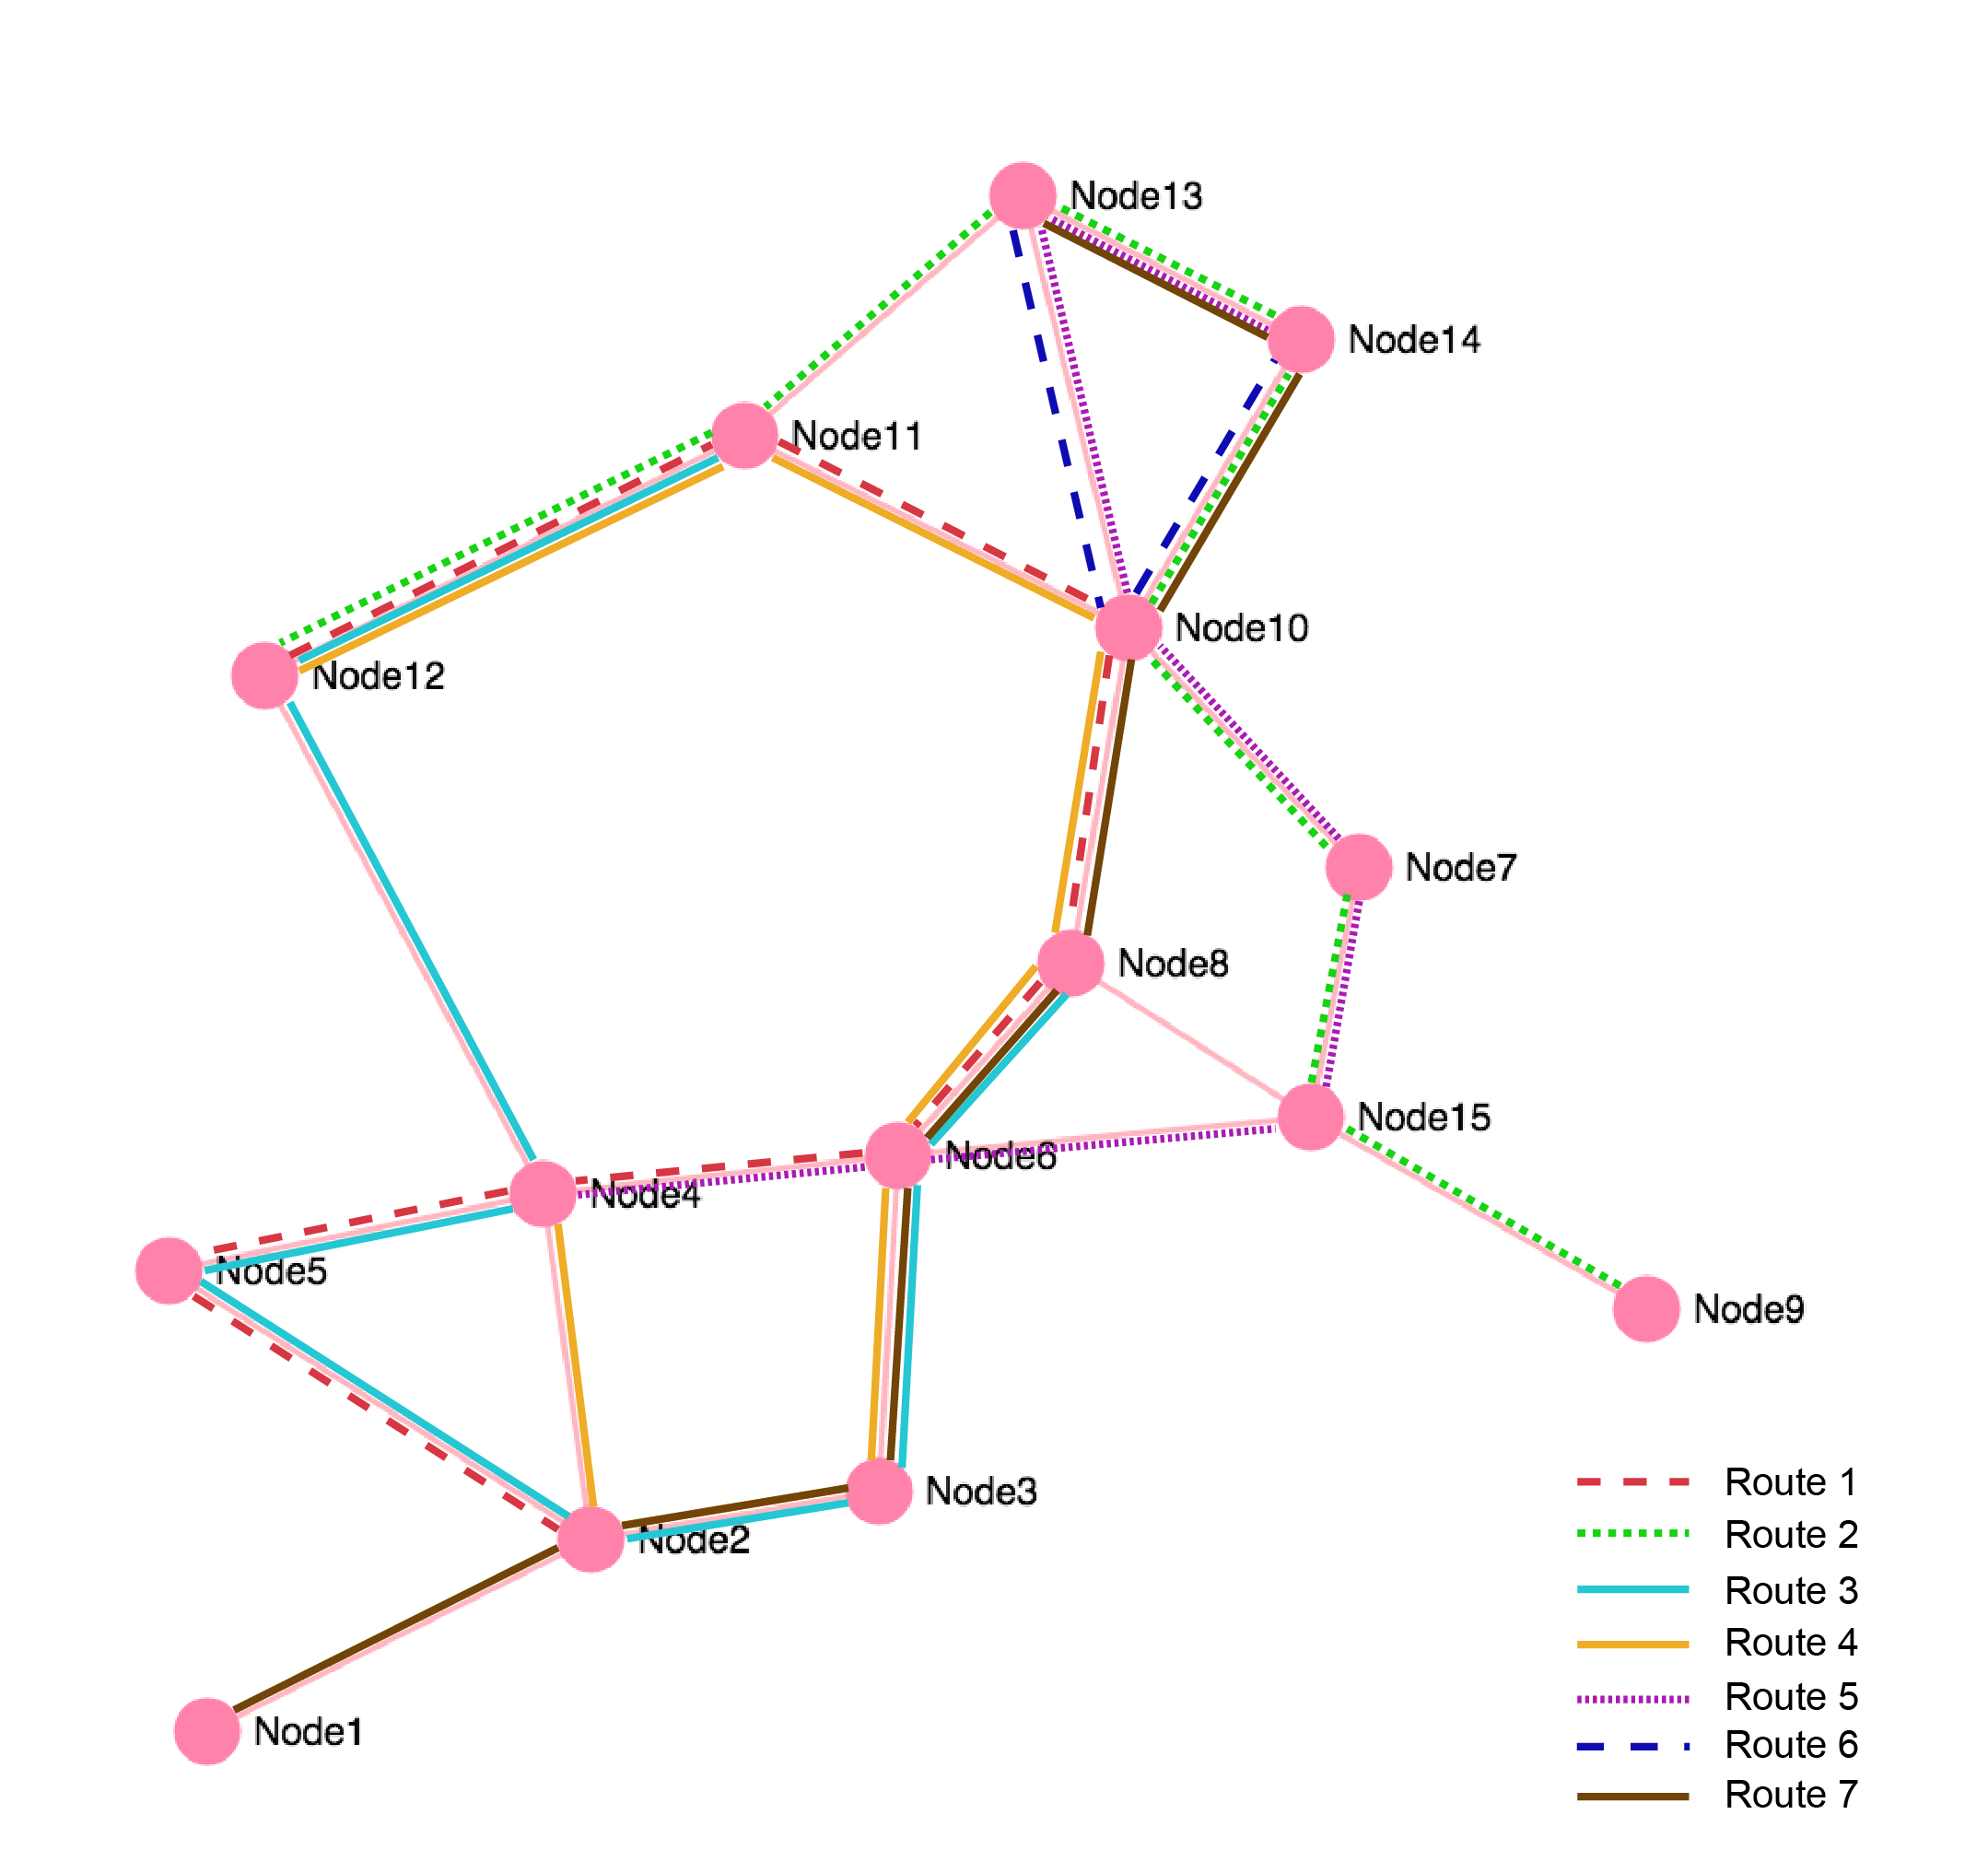 Node13
Node14
Node11
Node10
Node12
Node7
Node8
Node15
Node6
Node4
Node5
Node9
Node3
Node2
Node1
Route 1
Route 2
Route 3
Route 4
Route 5
Route 6
Route 7